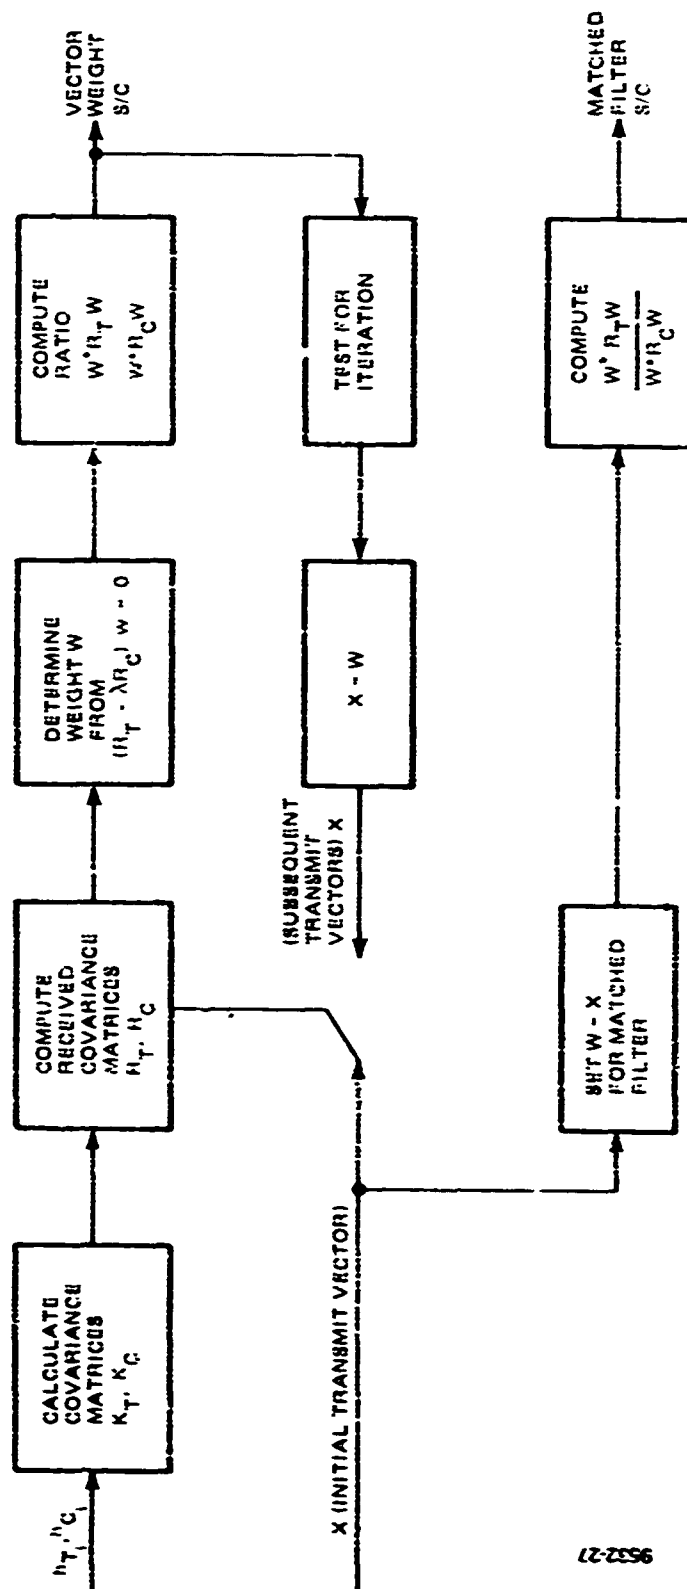 h_T_i, h_C_i
CALCULATE
COVARIANCE
MATRICES
K_T, K_C
COMPUTE
RECEIVED
COVARIANCE
MATRICES
R_T, R_C
DETERMINE
WEIGHT W
FROM
(R_T - λR_C) W - 0
COMPUTE
RATIO
W* R_T W
W* R_C W
VECTOR
WEIGHT
S/C
TEST FOR
ITERATION
X - W
(SUBSEQUENT
TRANSMIT
VECTORS) X
X (INITIAL TRANSMIT VECTOR)
SET W - X
FOR MATCHED
FILTER
COMPUTE
W* R_T W
W* R_C W
MATCHED
FILTER
S/C
9532-27